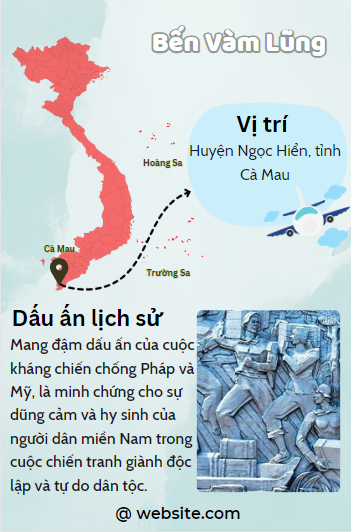 Bến Vàm Lũng
Vị trí
Huyện Ngọc Hiển, tỉnh
Cà Mau
Hoàng Sa
Cà Mau
Trường Sa
Dấu ấn lịch sử
Mang đậm dấu ấn của cuộc
kháng chiến chống Pháp và
Mỹ, là minh chứng cho sự
dũng cảm và hy sinh của
người dân miền Nam trong
cuộc chiến tranh giành độc
lập và tự do dân tộc.
@ website.com